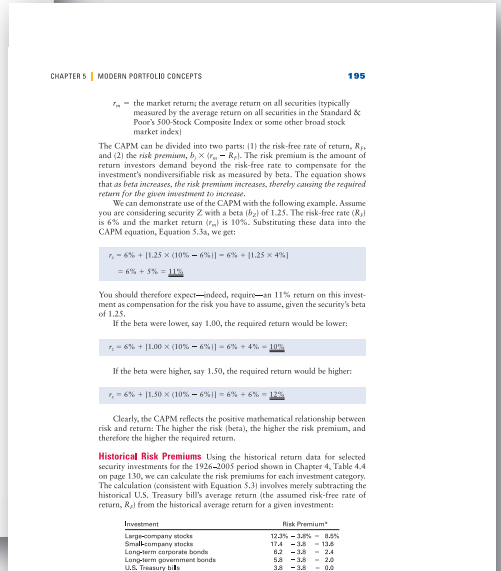 CHAPTER 5 | MODERN PORTFOLIO CONCEPTS 195
rm = the market return; the average return on all securities (typically
measured by the average return on all securities in the Standard &
Poor's 500-Stock Composite Index or some other broad stock
market index)
The CAPM can be divided into two parts: (1) the risk-free rate of return, RF,
and (2) the risk premium, bi × (rm − RF). The risk premium is the amount of
return investors demand beyond the risk-free rate to compensate for the
investment's nondiversifiable risk as measured by beta. The equation shows
that as beta increases, the risk premium increases, thereby causing the required
return for the given investment to increase.
We can demonstrate use of the CAPM with the following example. Assume
you are considering security Z with a beta (bZ) of 1.25. The risk-free rate (RF)
is 6% and the market return (rm) is 10%. Substituting these data into the
CAPM equation, Equation 5.3a, we get:
rz = 6% + [1.25 × (10% − 6%)] = 6% + [1.25 × 4%]
= 6% + 5% = 11%
You should therefore expect—indeed, require—an 11% return on this invest-
ment as compensation for the risk you have to assume, given the security's beta
of 1.25.
If the beta were lower, say 1.00, the required return would be lower:
rz = 6% + [1.00 × (10% − 6%)] = 6% + 4% = 10%
If the beta were higher, say 1.50, the required return would be higher:
rz = 6% + [1.50 × (10% − 6%)] = 6% + 6% = 12%
Clearly, the CAPM reflects the positive mathematical relationship between
risk and return: The higher the risk (beta), the higher the risk premium, and
therefore the higher the required return.
Historical Risk Premiums Using the historical return data for selected
security investments for the 1926–2005 period shown in Chapter 4, Table 4.4
on page 130, we can calculate the risk premiums for each investment category.
The calculation (consistent with Equation 5.3) involves merely subtracting the
historical U.S. Treasury bill's average return (the assumed risk-free rate of
return, RF) from the historical average return for a given investment:
Investment Risk Premium*
Large-company stocks 12.3% − 3.8% = 8.5%
Small-company stocks 17.4 − 3.8 = 13.6
Long-term corporate bonds 6.2 − 3.8 = 2.4
Long-term government bonds 5.8 − 3.8 = 2.0
U.S. Treasury bills 3.8 − 3.8 = 0.0